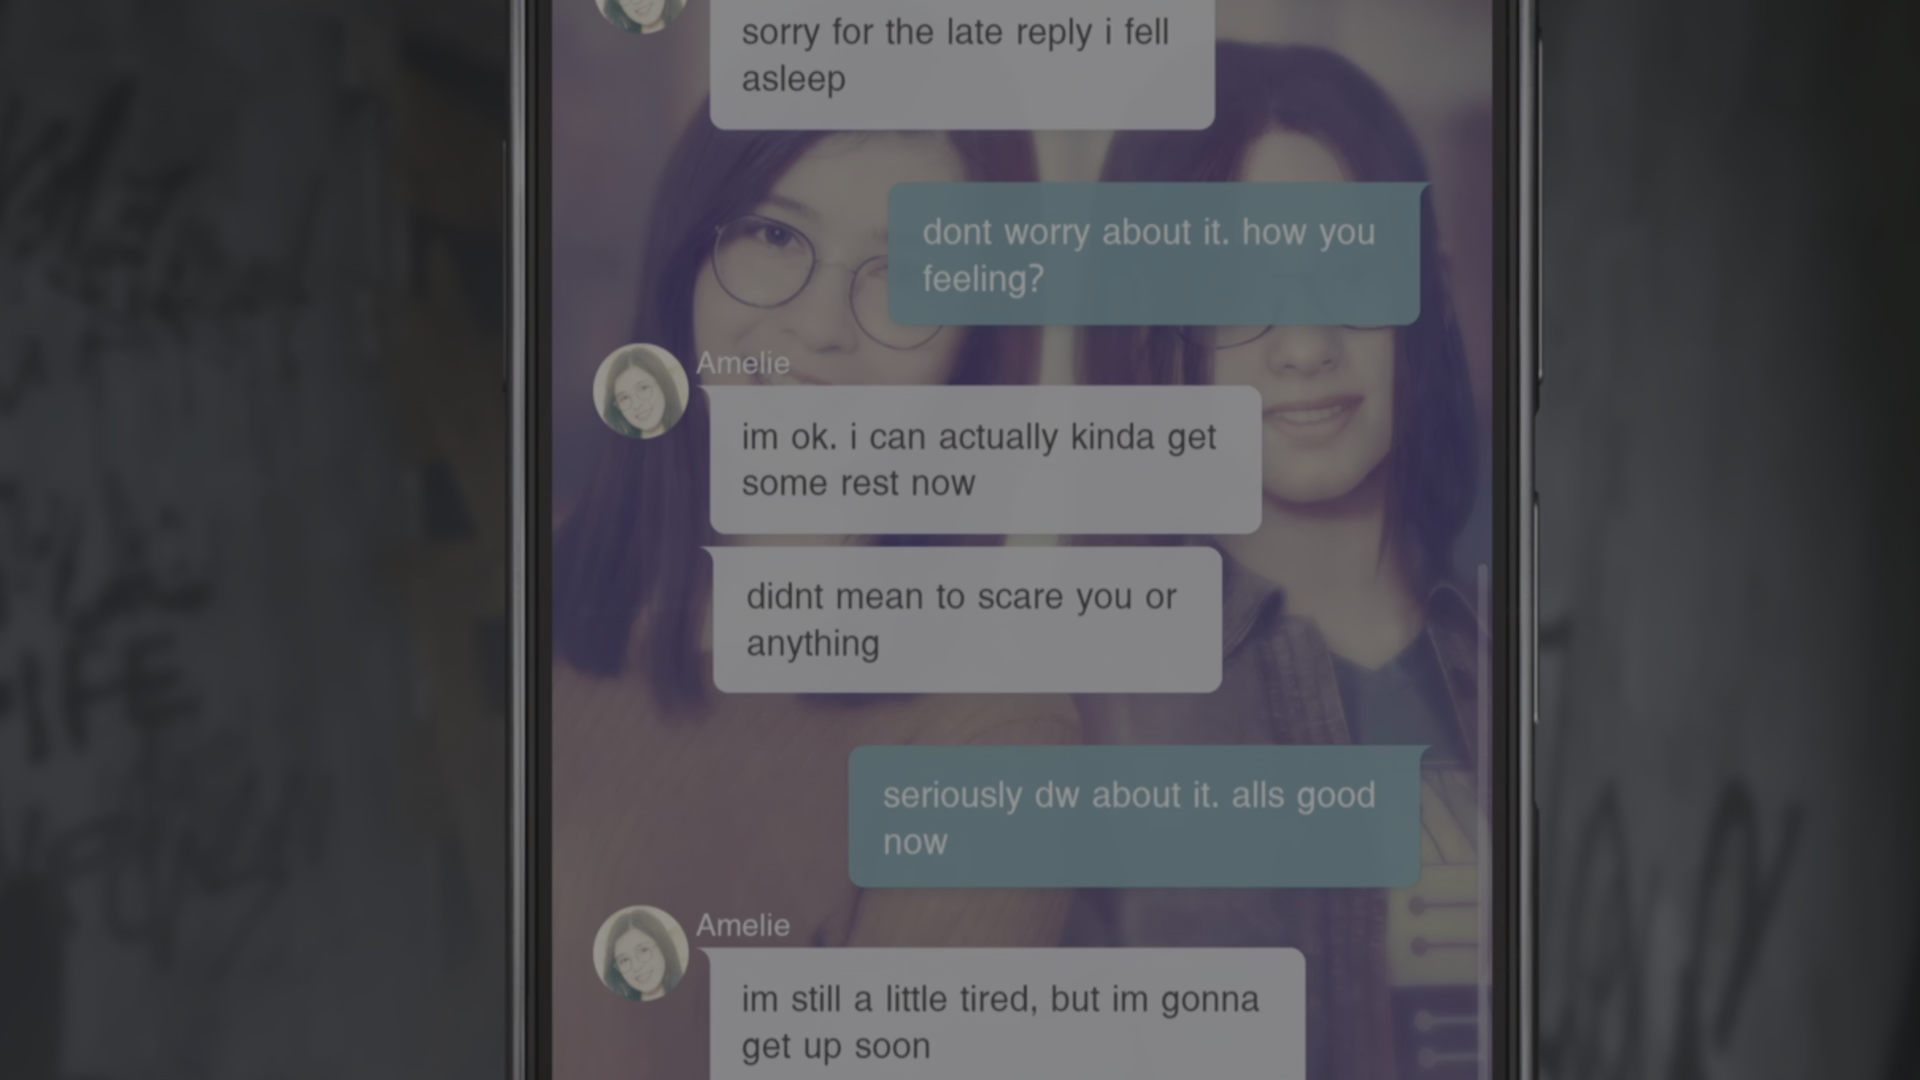 sorry for the late reply i fell
asleep
dont worry about it. how you
feeling?
Amelie
im ok. i can actually kinda get
some rest now
didnt mean to scare you or
anything
seriously dw about it. alls good
now
Amelie
im still a little tired, but im gonna
get up soon